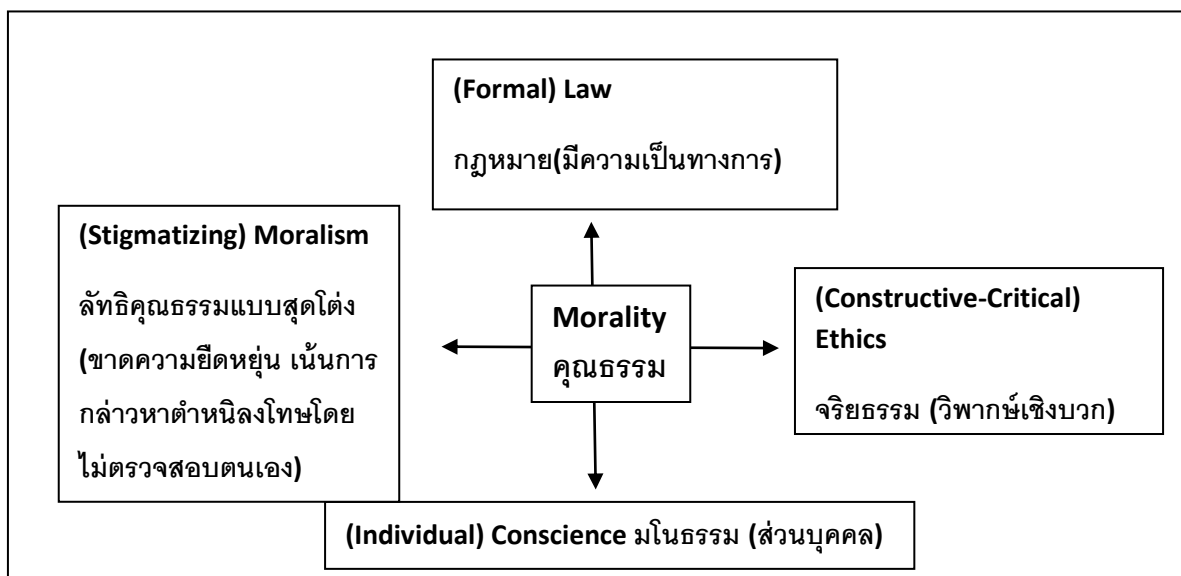 (Formal) Law
กฎหมาย(มีความเป็นทางการ)
(Stigmatizing) Moralism
ลัทธิคุณธรรมแบบสุดโต่ง
(ขาดความยืดหยุ่น เน้นการ
กล่าวหาตำหนิลงโทษโดย
ไม่ตรวจสอบตนเอง)
Morality
คุณธรรม
(Constructive-Critical)
Ethics
จริยธรรม (วิพากษ์เชิงบวก)
(Individual) Conscience มโนธรรม (ส่วนบุคคล)